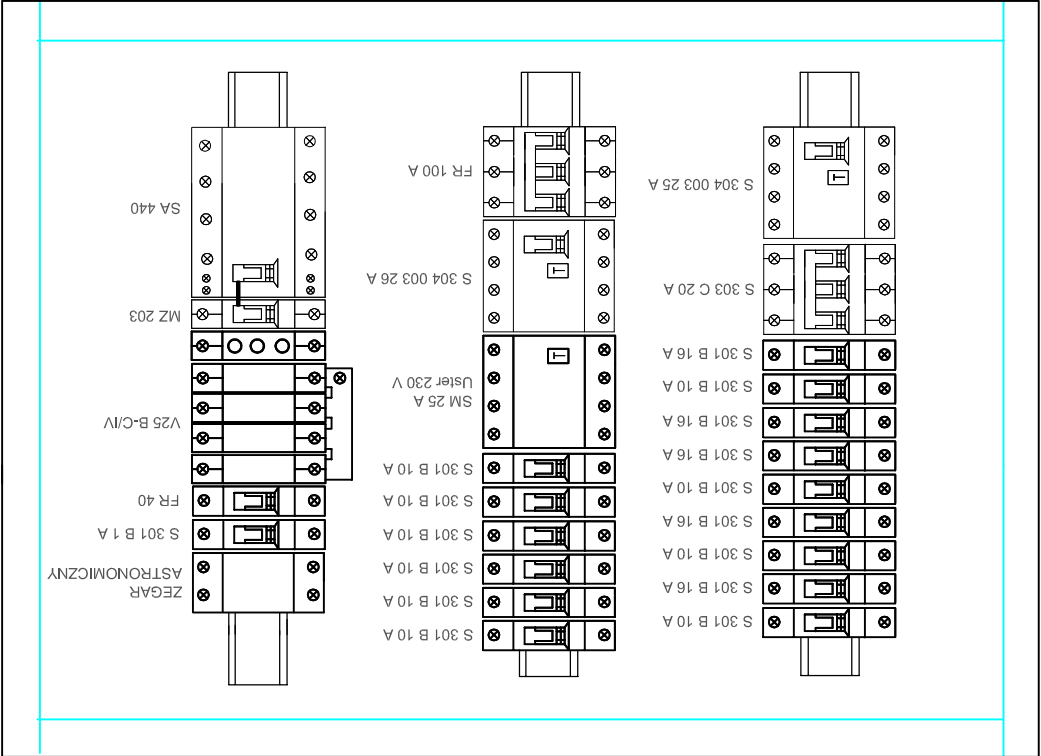 S 301 B 10 A
S 301 B 16 A
S 301 B 10 A
S 301 B 16 A
S 301 B 10 A
S 301 B 16 A
S 301 B 16 A
S 301 B 10 A
S 301 B 16 A
S 303 C 20 A
S 304 003 25 A
T
S 301 B 10 A
S 301 B 10 A
S 301 B 10 A
S 301 B 10 A
S 301 B 10 A
S 301 B 10 A
SM 25 A
Uster 230 V
T
S 304 003 26 A
T
FR 100 A
ZEGAR
ASTRONOMICZNY
S 301 B 1 A
FR 40
V25 B-C/IV
MZ 203
SA 440